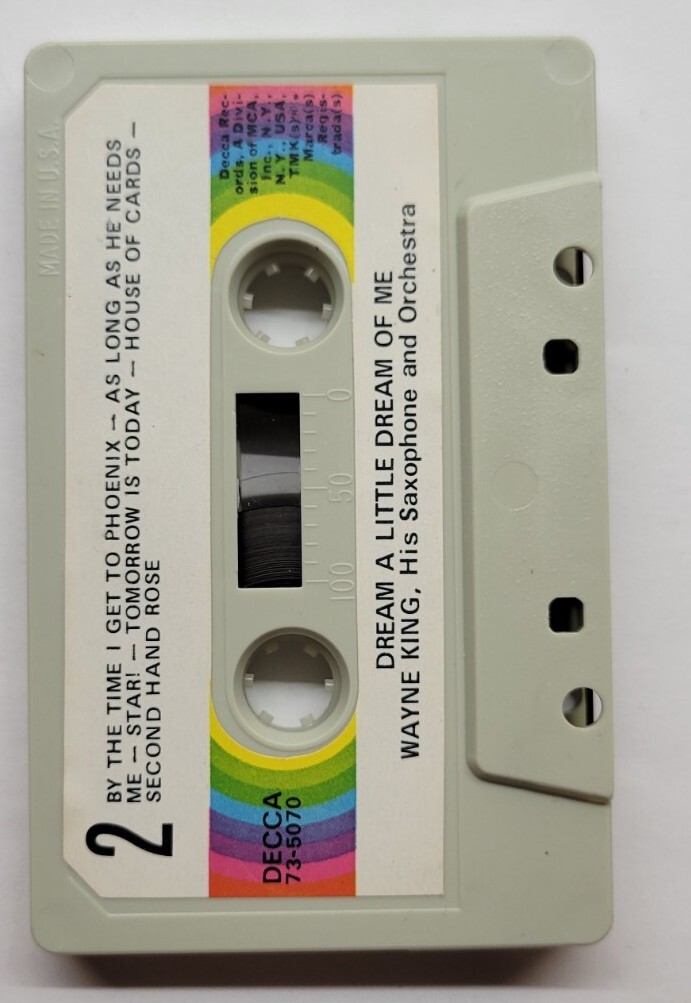 2
BY THE TIME I GET TO PHOENIX — AS LONG AS HE NEEDS
ME — STAR! — TOMORROW IS TODAY — HOUSE OF CARDS —
SECOND HAND ROSE
DECCA
73-5070
Decca Rec-
ords, A Divi-
sion of MCA,
Inc., N.Y.,
N.Y., USA,
TMK(s)
Marca(s)
Regis-
trada(s)
100 50 0
DREAM A LITTLE DREAM OF ME
WAYNE KING, His Saxophone and Orchestra
MADE IN U.S.A.